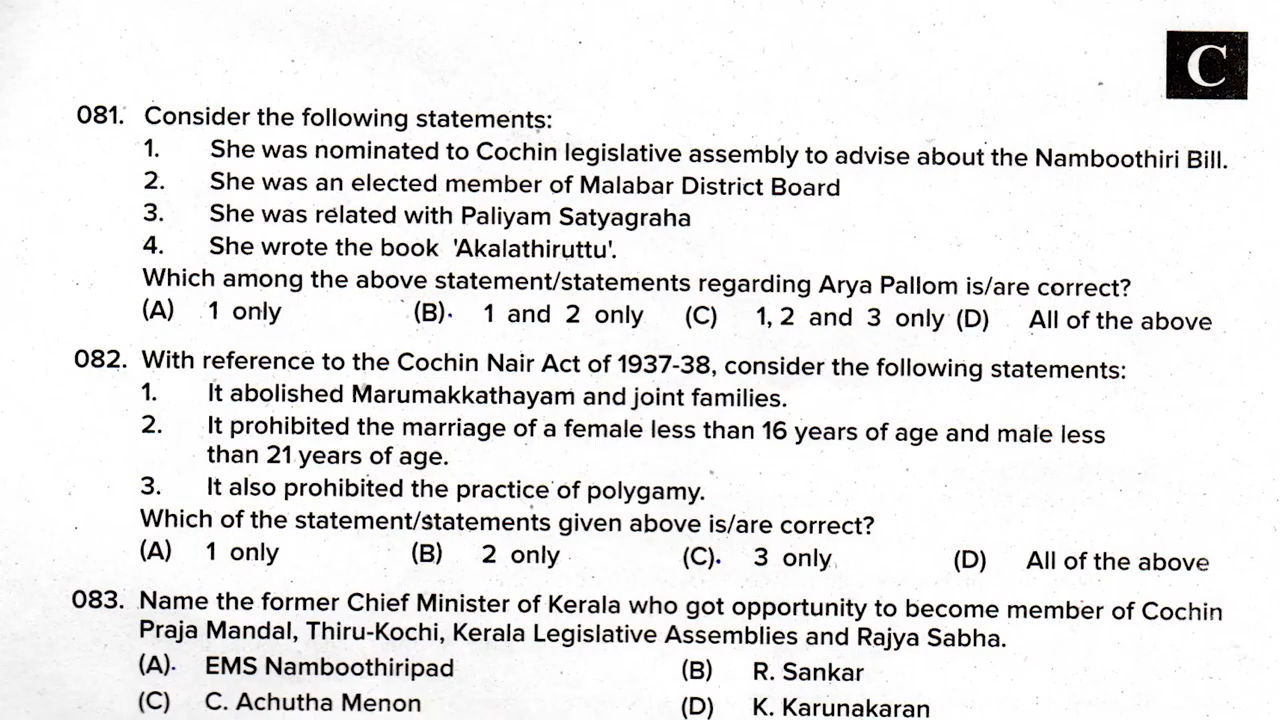 C
081. Consider the following statements:
1. She was nominated to Cochin legislative assembly to advise about the Namboothiri Bill.
2. She was an elected member of Malabar District Board
3. She was related with Paliyam Satyagraha
4. She wrote the book 'Akalathiruttu'.
Which among the above statement/statements regarding Arya Pallom is/are correct?
(A) 1 only (B). 1 and 2 only (C) 1, 2 and 3 only (D) All of the above
082. With reference to the Cochin Nair Act of 1937-38, consider the following statements:
1. It abolished Marumakkathayam and joint families.
2. It prohibited the marriage of a female less than 16 years of age and male less
than 21 years of age.
3. It also prohibited the practice of polygamy.
Which of the statement/statements given above is/are correct?
(A) 1 only (B) 2 only (C). 3 only (D) All of the above
083. Name the former Chief Minister of Kerala who got opportunity to become member of Cochin
Praja Mandal, Thiru-Kochi, Kerala Legislative Assemblies and Rajya Sabha.
(A). EMS Namboothiripad (B) R. Sankar
(C) C. Achutha Menon (D) K. Karunakaran